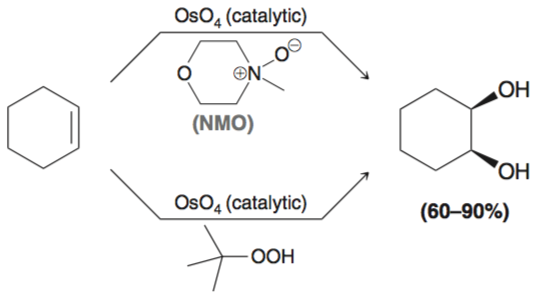 OsO₄ (catalytic)
O
⊕N
O⊖
(NMO)
OH
OH
(60–90%)
OsO₄ (catalytic)
OOH